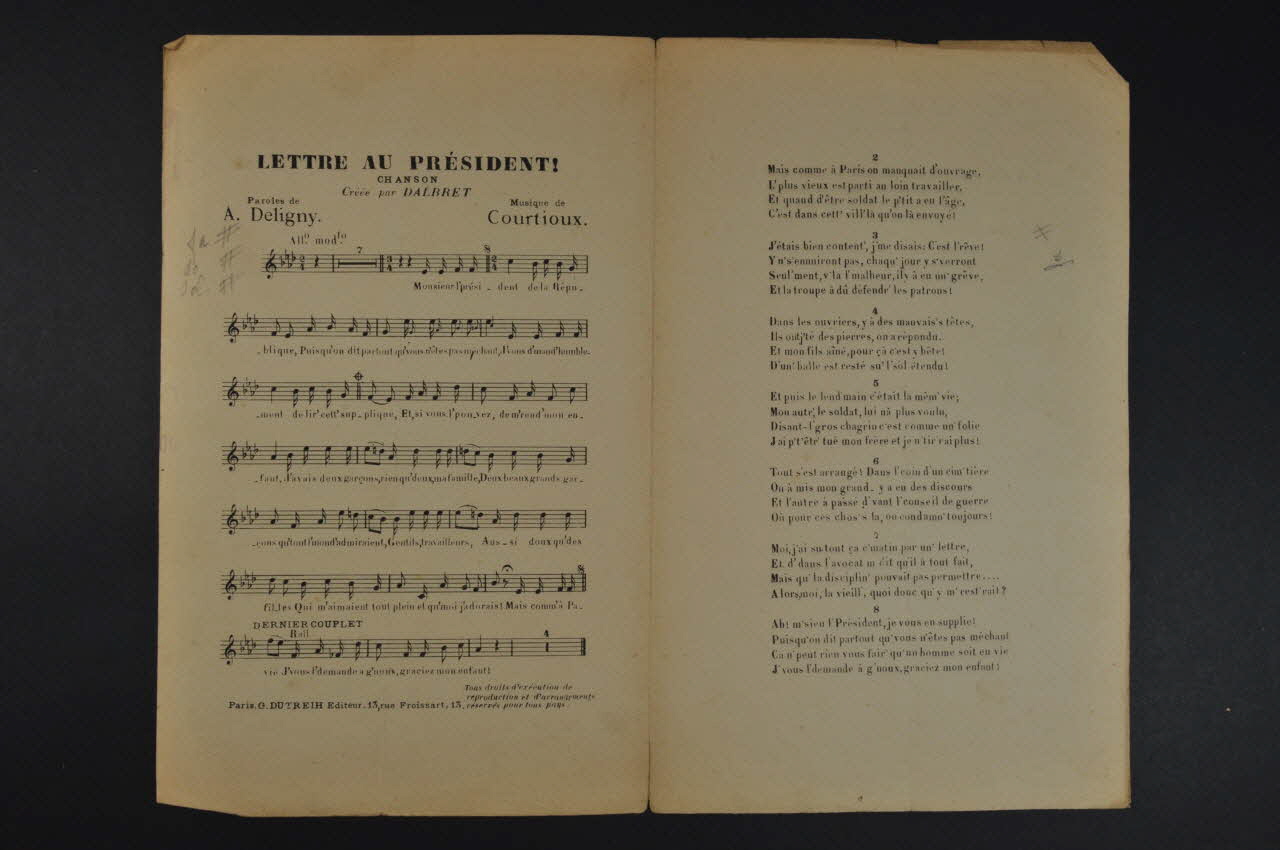 LETTRE AU PRÉSIDENT!
CHANSON
Créée par DALBRET
Paroles de
A. Deligny.
Musique de
Courtioux.
All.º mod.to
7
Monsieur l'prési - dent de la Répu-
-blique, Puisqu'on dit partout qu'vous n'êtes pas méchant, J'vous d'mand' humble-
-ment de lir' cett' sup-plique, Et, si vous l'pouvez, de m'rend' mon en-
-fant, J'avais deux garçons, rien qu'deux, ma famille, Deux beaux grands gar-
-çons qu'tout l'mond' admiraient, Gentils, travailleurs, Aus-si doux qu'des
fil-les Qui m'aimaient tout plein et qu'moi j'adorais! Mais comm' à Pa-
DERNIER COUPLET
Rall.
4
vie J'vous l'demande a g'noux, graciez mon enfant!
Tous droits d'exécution de
reproduction et d'arrangements
Paris. G. DUTREIH Editeur. 13, rue Froissart, 13. réservés pour tous pays.
2
Mais comme à Paris on manquait d'ouvrage,
L'plus vieux est parti au loin travailler,
Et quand d'être soldat le p'tit a eu l'âge,
C'est dans cett' vill' là qu'on là envoyé!
3
J'étais bien content', j'me disais: C'est l'rêve!
Y n's'ennuiront pas, chaqu' jour y s'verront
Seul'ment, v'la l'malheur, il y à eu un' grêve,
Et la troupe à dû défendr' les patrons!
4
Dans les ouvriers, y à des mauvais's têtes,
Ils ont j'té des pierres, on a répondu.
Et mon fils aîné, pour çà c'est y bête!
D'un' balle est resté su' l'sol étendu!
5
Et puis le lend'main c'était la mêm' vie;
Mon autr', le soldat, lui nà plus voulu,
Disant-l'gros chagrin c'est comme un' folie
J'ai p't'êtr' tué mon frère et je n'tir'rai plus!
6
Tout s'est arrangé! Dans l'coin d'un cim'tière
On à mis mon grand_ y a eu des discours
Et l'autre à passé d'vant l'conseil de guerre
Où pour ces chos's la, on condamn' toujours!
7
Moi, j'ai su tout ça c'matin par un' lettre,
Et d'dans l'avocat m'dit qu'il à tout fait,
Mais qu'la disciplin' pouvait pas permettre....
Alors, moi, la vieill', quoi donc qu'y m'rest'rait?
8
Ah! m'sieu l'Président, je vous en supplie!
Puisqu'on dit partout qu'vous n'êtes pas méchant
Ca n'peut rien vous fair' qu'un homme soit en vie
J'vous l'demande à g'noux, graciez mon enfant!